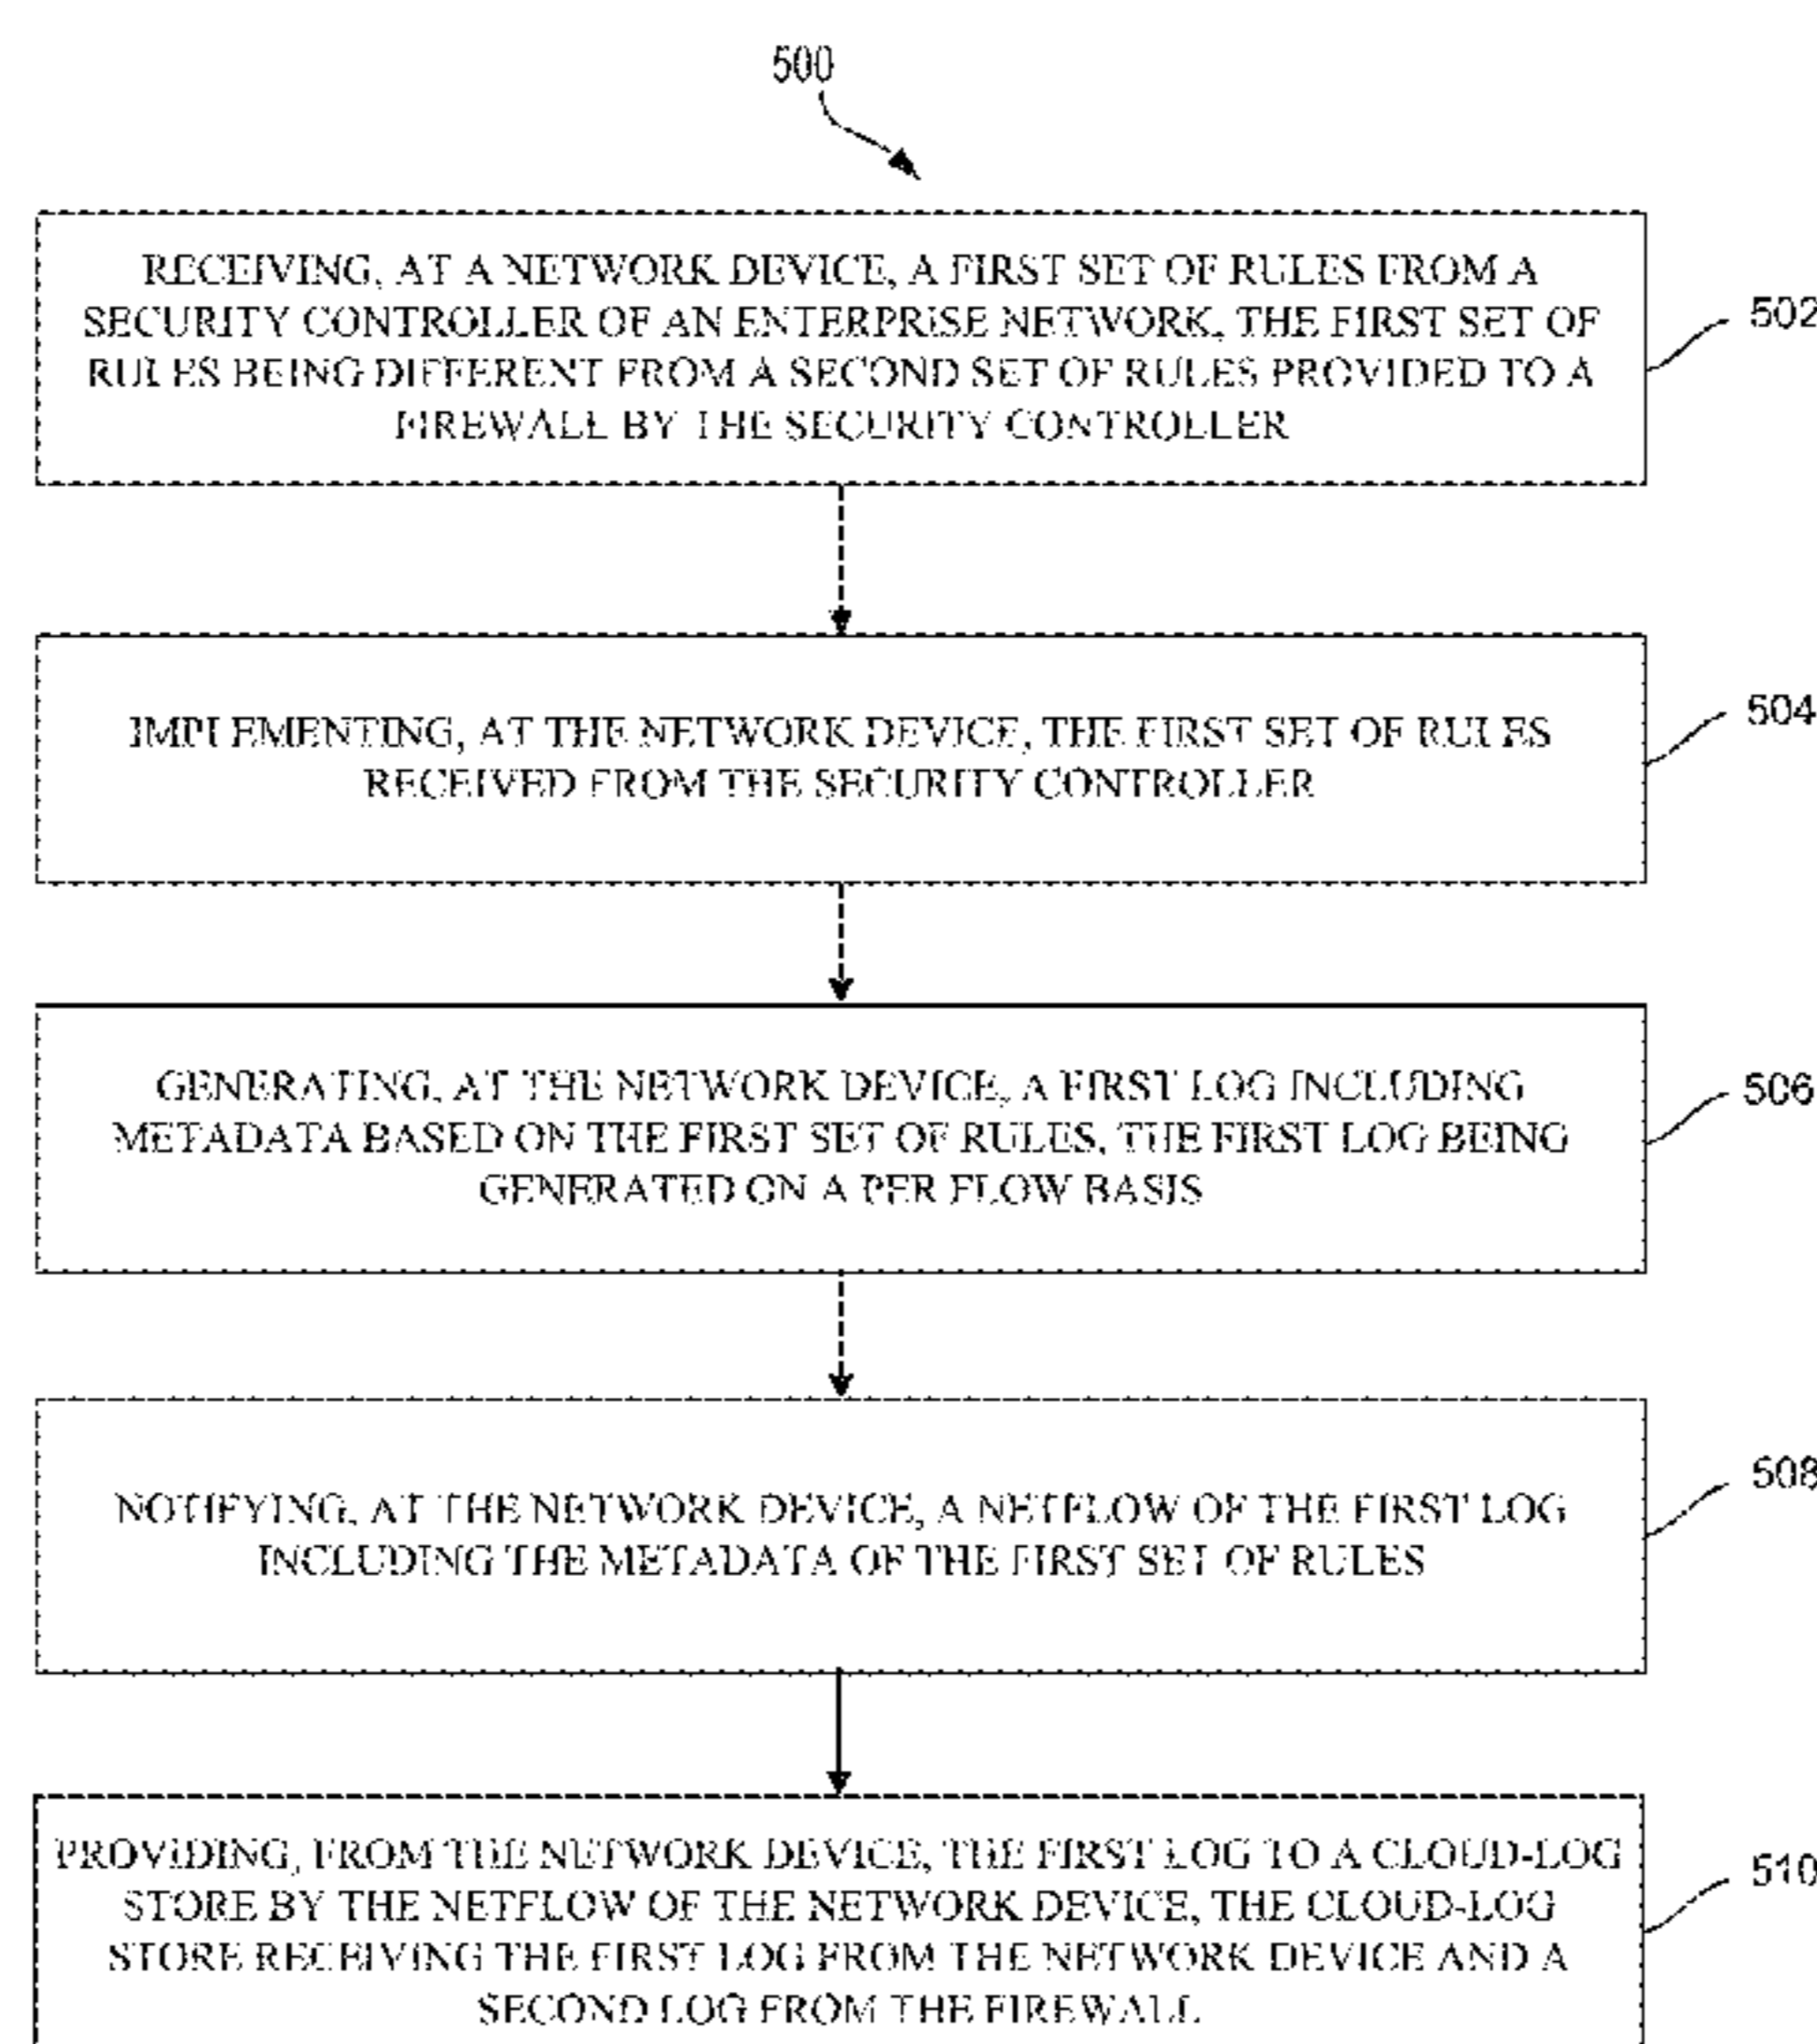 500
RECEIVING, AT A NETWORK DEVICE, A FIRST SET OF RULES FROM A
SECURITY CONTROLLER OF AN ENTERPRISE NETWORK, THE FIRST SET OF
RULES BEING DIFFERENT FROM A SECOND SET OF RULES PROVIDED TO A
FIREWALL BY THE SECURITY CONTROLLER
502
IMPLEMENTING, AT THE NETWORK DEVICE, THE FIRST SET OF RULES
RECEIVED FROM THE SECURITY CONTROLLER
504
GENERATING, AT THE NETWORK DEVICE, A FIRST LOG INCLUDING
METADATA BASED ON THE FIRST SET OF RULES, THE FIRST LOG BEING
GENERATED ON A PER FLOW BASIS
506
NOTIFYING, AT THE NETWORK DEVICE, A NETFLOW OF THE FIRST LOG
INCLUDING THE METADATA OF THE FIRST SET OF RULES
508
PROVIDING, FROM THE NETWORK DEVICE, THE FIRST LOG TO A CLOUD-LOG
STORE BY THE NETFLOW OF THE NETWORK DEVICE, THE CLOUD-LOG
STORE RECEIVING THE FIRST LOG FROM THE NETWORK DEVICE AND A
SECOND LOG FROM THE FIREWALL
510